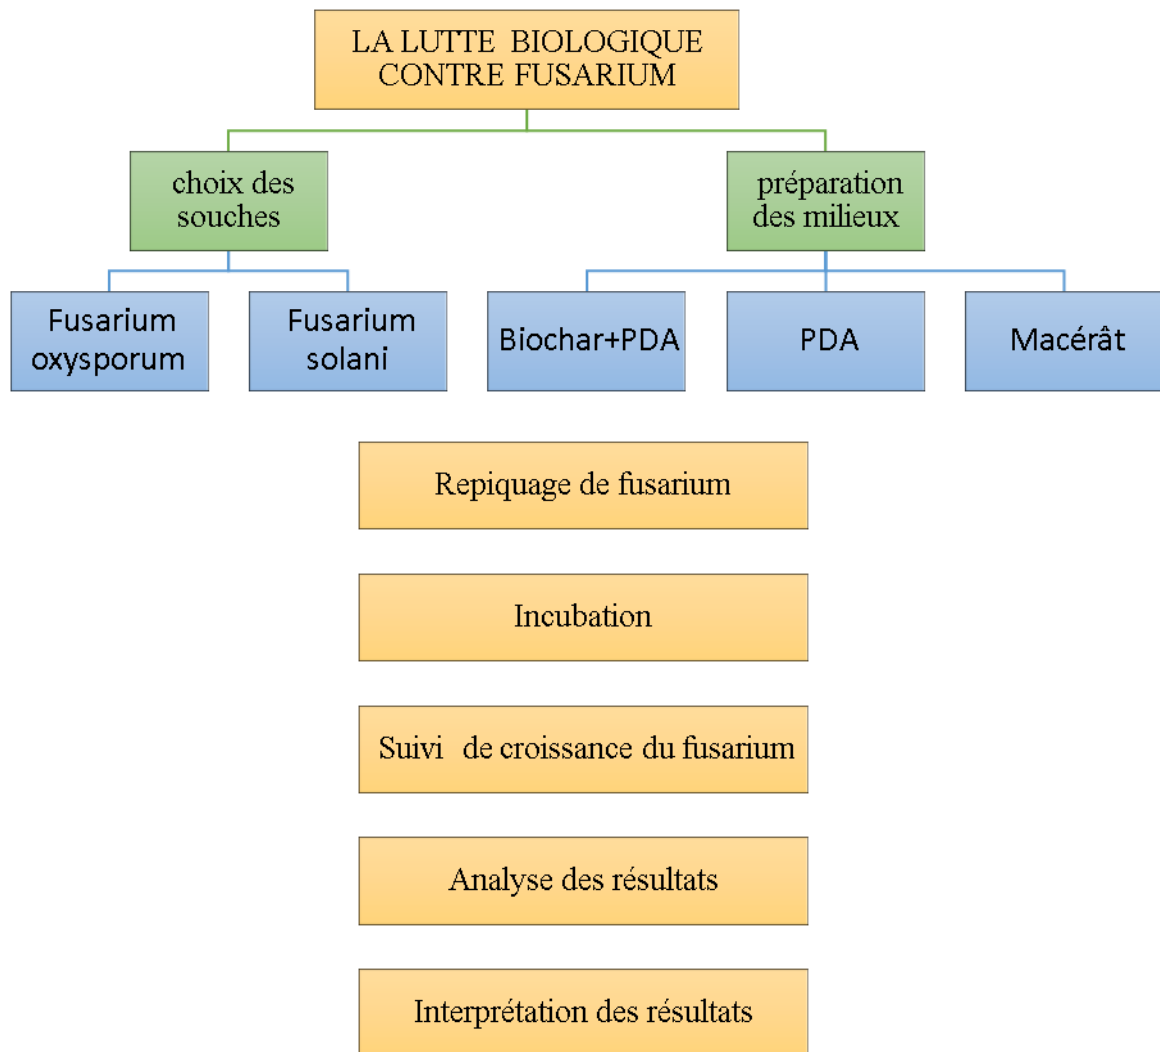 LA LUTTE BIOLOGIQUE
CONTRE FUSARIUM
choix des
souches
préparation
des milieux
Fusarium
oxysporum
Fusarium
solani
Biochar+PDA
PDA
Macérât
Repiquage de fusarium
Incubation
Suivi de croissance du fusarium
Analyse des résultats
Interprétation des résultats